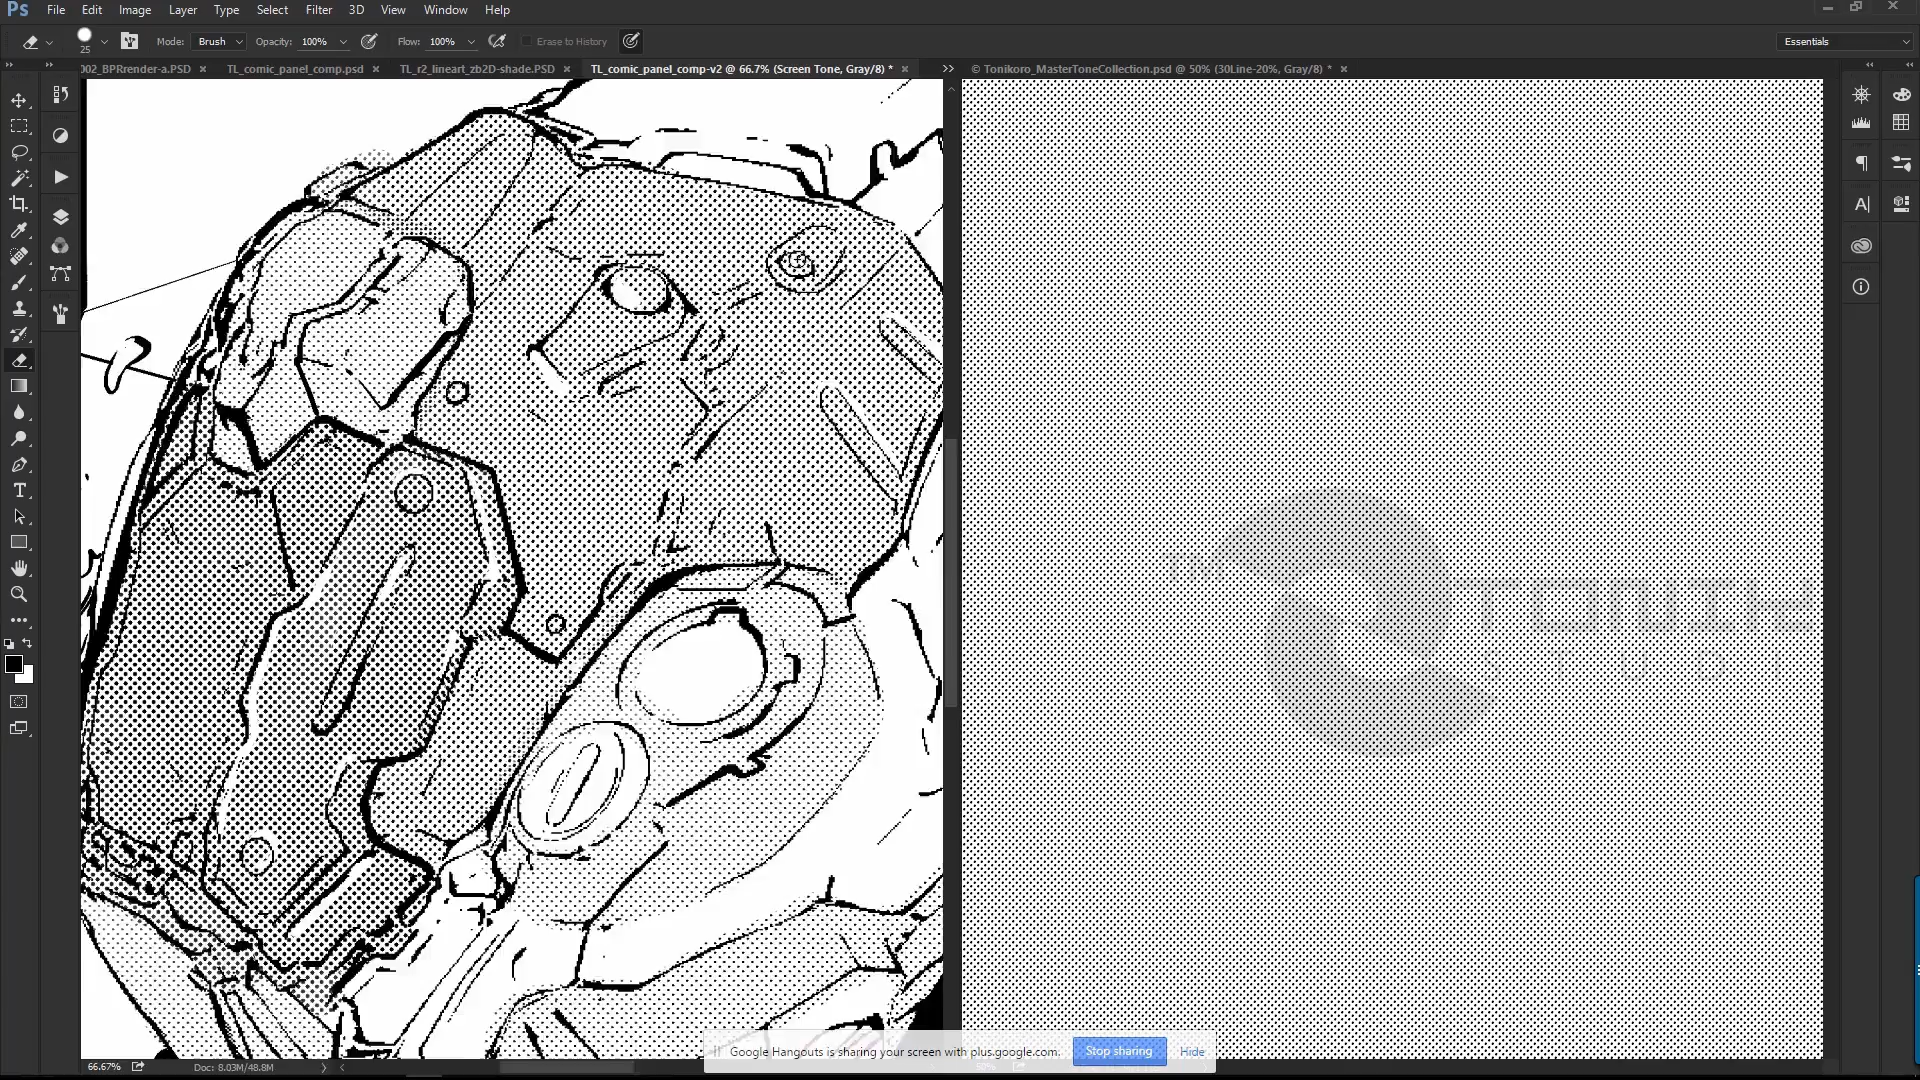 Ps File Edit Image Layer Type Select Filter 3D View Window Help
25 Mode: Brush Opacity: 100% Flow: 100% Erase to History Essentials
002_BPRrender-a.PSD × TL_comic_panel_comp.psd × TL_r2_lineart_zb2D-shade.PSD × TL_comic_panel_comp-v2 @ 66.7% (Screen Tone, Gray/8) * × © Tonikoro_MasterToneCollection.psd @ 50% (30Line-20%, Gray/8) * ×
Google Hangouts is sharing your screen with plus.google.com. Stop sharing Hide
66.67% Doc: 8.03M/48.8M